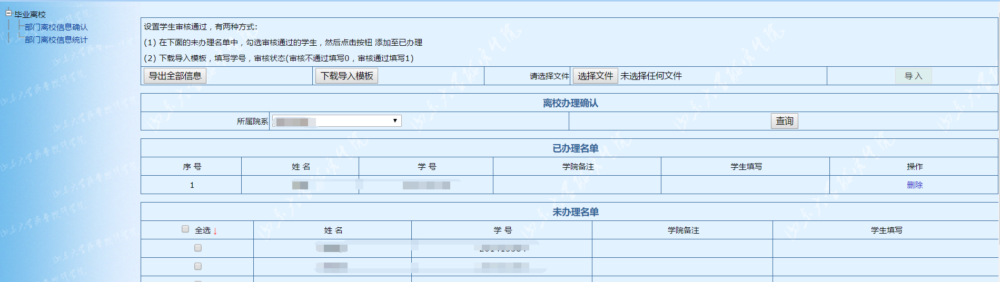 毕业离校
部门离校信息确认
部门离校信息统计
设置学生审核通过，有两种方式：
(1) 在下面的未办理名单中，勾选审核通过的学生，然后点击按钮 添加至已办理
(2) 下载导入模板，填写学号，审核状态(审核不通过填写0，审核通过填写1)
导出全部信息 下载导入模板 请选择文件 选择文件 未选择任何文件 导 入
离校办理确认
所属院系 查询
已办理名单
序 号 姓 名 学 号 学院备注 学生填写 操作
1 删除
未办理名单
全选 ↓ 姓 名 学 号 学院备注 学生填写